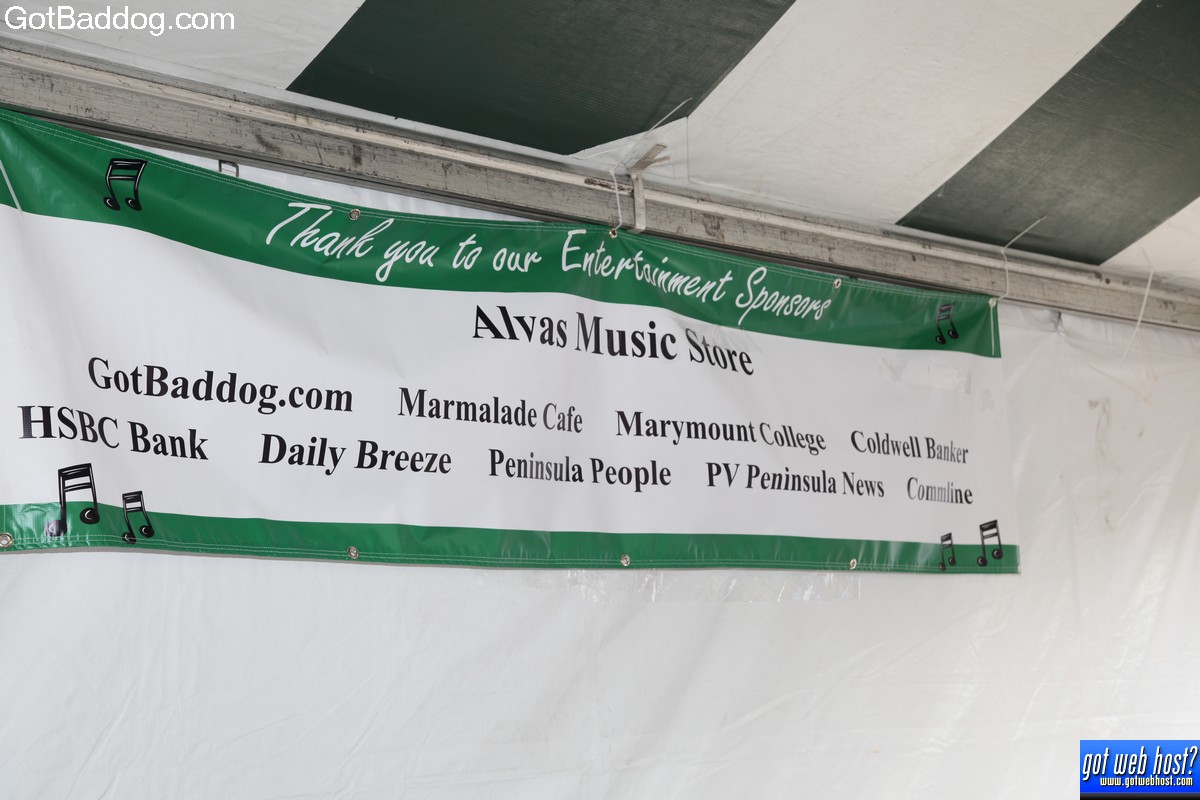 GotBaddog.com
Thank you to our Entertainment Sponsors
Alvas Music Store
GotBaddog.com Marmalade Cafe Marymount College Coldwell Banker
HSBC Bank Daily Breeze Peninsula People PV Peninsula News Commline
got web host?
www.gotwebhost.com